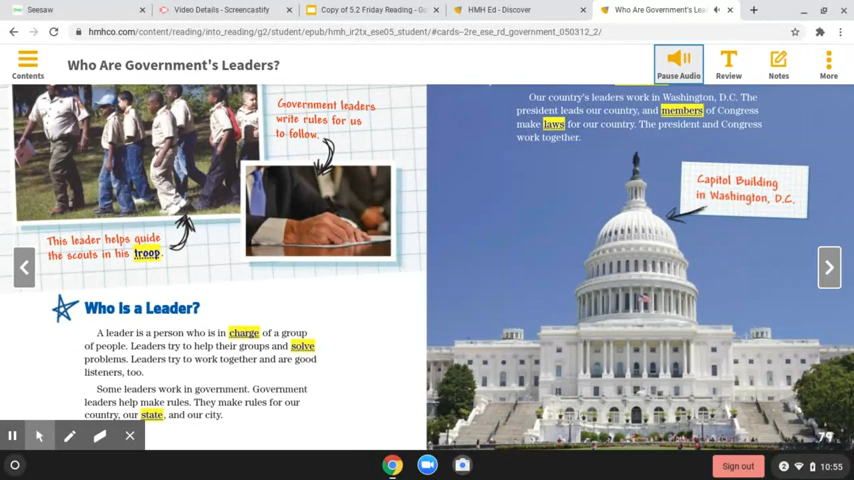 Seesaw
Video Details - Screencastify
Copy of 5.2 Friday Reading - Go
HMH Ed - Discover
Who Are Government's Lea
hmhco.com/content/reading/into_reading/g2/student/epub/hmh_ir2tx_ese05_student/#cards--2re_ese_rd_government_050312_2/
Contents
Who Are Government's Leaders?
Pause Audio
Review
Notes
More
Government leaders
write rules for us
to follow.
This leader helps guide
the scouts in his troop.
Who is a Leader?
A leader is a person who is in charge of a group
of people. Leaders try to help their groups and solve
problems. Leaders try to work together and are good
listeners, too.
Some leaders work in government. Government
leaders help make rules. They make rules for our
country, our state, and our city.
Our country's leaders work in Washington, D.C. The
president leads our country, and members of Congress
make laws for our country. The president and Congress
work together.
Capitol Building
in Washington, D.C.
79
Sign out
2
10:55